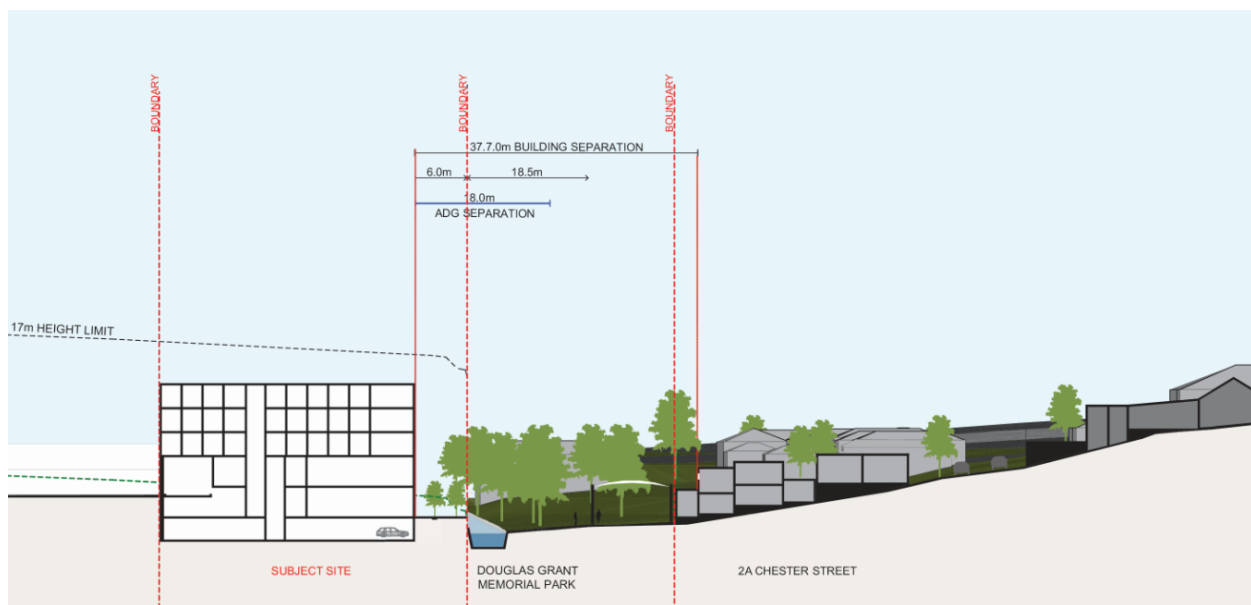 BOUNDARY
BOUNDARY
BOUNDARY
37.7.0m BUILDING SEPARATION
6.0m
18.5m
18.0m
ADG SEPARATION
17m HEIGHT LIMIT
SUBJECT SITE
DOUGLAS GRANT
MEMORIAL PARK
2A CHESTER STREET